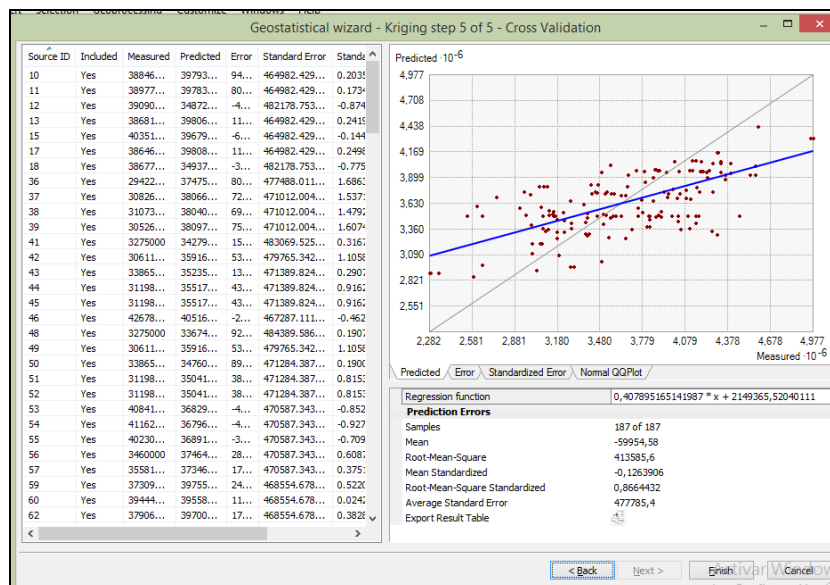 Selection Geoprocessing Customize Windows Help
Geostatistical wizard - Kriging step 5 of 5 - Cross Validation
Source ID Included Measured Predicted Error Standard Error Standa
10 Yes 38846... 39793... 94... 464982.429... 0.2035
11 Yes 38977... 39783... 80... 464982.429... 0.1734
12 Yes 39090... 34872... -4... 482178.753... -0.874
13 Yes 38681... 39806... 11... 464982.429... 0.2419
15 Yes 40351... 39679... -6... 464982.429... -0.144
17 Yes 38646... 39808... 11... 464982.429... 0.2498
18 Yes 38677... 34937... -3... 482178.753... -0.775
36 Yes 29422... 37475... 80... 477488.011... 1.6863
37 Yes 30826... 38066... 72... 471012.004... 1.5371
38 Yes 31073... 38040... 69... 471012.004... 1.4792
39 Yes 30526... 38097... 75... 471012.004... 1.6074
41 Yes 3275000 34279... 15... 483069.525... 0.3167
42 Yes 30611... 35916... 53... 479765.342... 1.1058
43 Yes 33865... 35235... 13... 471389.824... 0.2907
44 Yes 31198... 35517... 43... 471389.824... 0.9162
45 Yes 31198... 35517... 43... 471389.824... 0.9162
46 Yes 42678... 40516... -2... 467287.111... -0.462
48 Yes 3275000 33674... 92... 484389.586... 0.1907
49 Yes 30611... 35916... 53... 479765.342... 1.1058
50 Yes 33865... 34760... 89... 471284.387... 0.1900
51 Yes 31198... 35041... 38... 471284.387... 0.8153
52 Yes 31198... 35041... 38... 471284.387... 0.8153
53 Yes 40841... 36829... -4... 470587.343... -0.852
54 Yes 41162... 36796... -4... 470587.343... -0.927
55 Yes 40230... 36891... -3... 470587.343... -0.709
56 Yes 3460000 37464... 28... 470587.343... 0.6087
57 Yes 35581... 37346... 17... 470587.343... 0.3751
59 Yes 37309... 39755... 24... 468554.678... 0.5220
60 Yes 39444... 39558... 11... 468554.678... 0.0242
62 Yes 37906... 39700... 17... 468554.678... 0.3828
Predicted ·10⁻⁶
4,977
4,708
4,438
4,169
3,899
3,630
3,360
3,090
2,821
2,551
2,282 2,581 2,881 3,180 3,480 3,779 4,079 4,378 4,678 4,977
Measured ·10⁻⁶
Predicted Error Standardized Error Normal QQPlot
Regression function 0,407895165141987 * x + 2149365,52040111
Prediction Errors
Samples 187 of 187
Mean -59954,58
Root-Mean-Square 413585,6
Mean Standardized -0,1263906
Root-Mean-Square Standardized 0,8664432
Average Standard Error 477785,4
Export Result Table
< Back Next > Finish Cancel
Activar Window